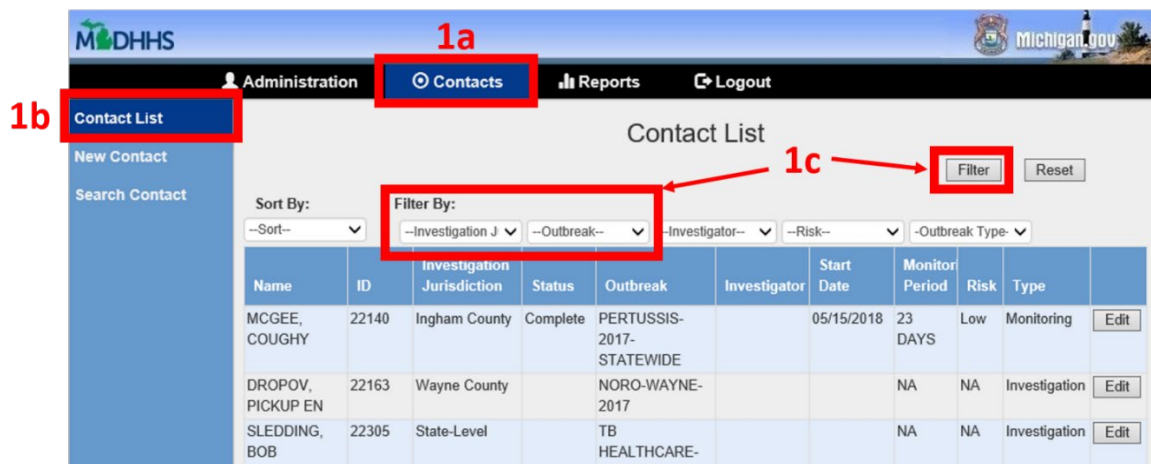 MDHHS
1a
Michigan.gov
Administration
Contacts
Reports
Logout
1b
Contact List
New Contact
Search Contact
Contact List
1c
Filter
Reset
Sort By:
Filter By:
--Sort--
--Investigation J
--Outbreak--
--Investigator--
--Risk--
-Outbreak Type-
Name
ID
Investigation
Jurisdiction
Status
Outbreak
Investigator
Start
Date
Monitor
Period
Risk
Type
MCGEE,
COUGHY
22140
Ingham County
Complete
PERTUSSIS-
2017-
STATEWIDE
05/15/2018
23
DAYS
Low
Monitoring
Edit
DROPOV,
PICKUP EN
22163
Wayne County
NORO-WAYNE-
2017
NA
NA
Investigation
Edit
SLEDDING,
BOB
22305
State-Level
TB
HEALTHCARE-
NA
NA
Investigation
Edit